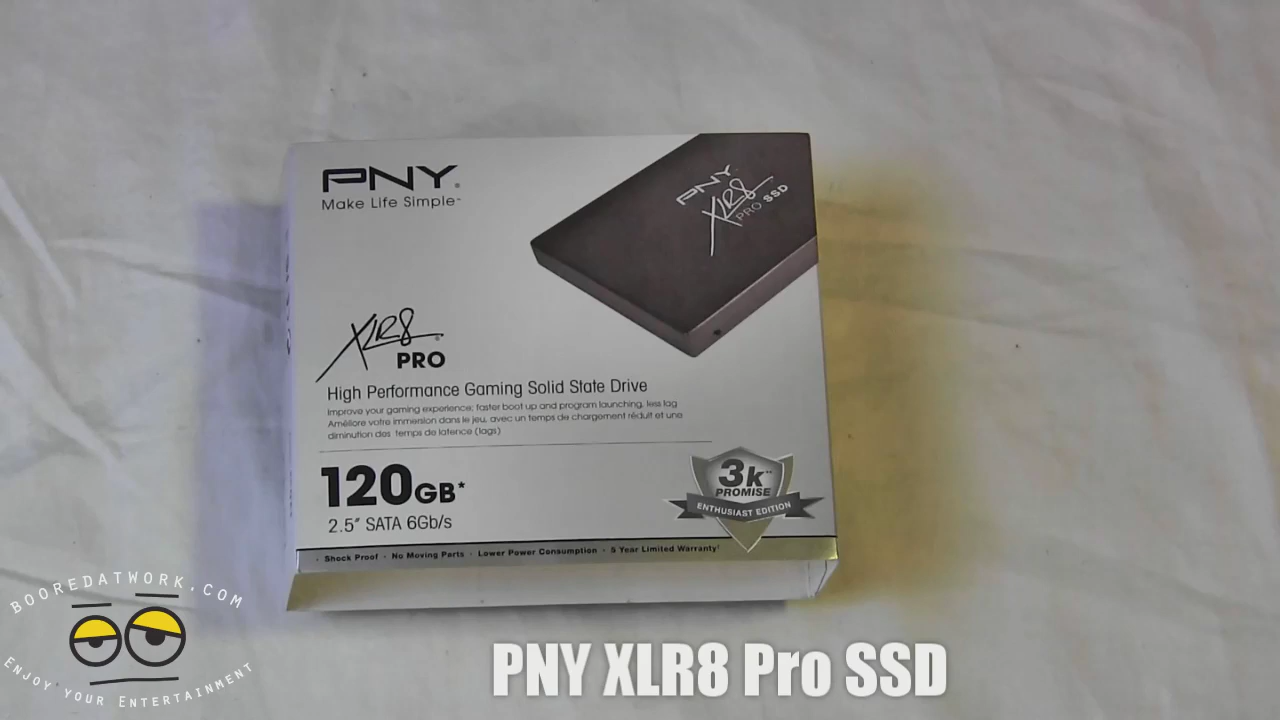 PNY
Make Life Simple™
PNY
XLR8
PRO SSD
XLR8®
PRO
High Performance Gaming Solid State Drive
Improve your gaming experience; faster boot up and program launching, less lag
Améliore votre immersion dans le jeu, avec un temps de chargement réduit et une
diminution des temps de latence (lags)
120GB*
2.5″ SATA 6Gb/s
3k
PROMISE
ENTHUSIAST EDITION
· Shock Proof · No Moving Parts · Lower Power Consumption · 5 Year Limited Warranty†
BOOREDATWORK.COM
ENJOY YOUR ENTERTAINMENT
PNY XLR8 Pro SSD